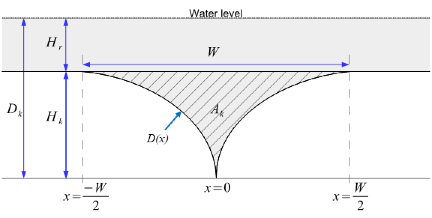 Water level
H_r
W
D_k
H_k
A_k
D(x)
x = -W/2
x = 0
x = W/2